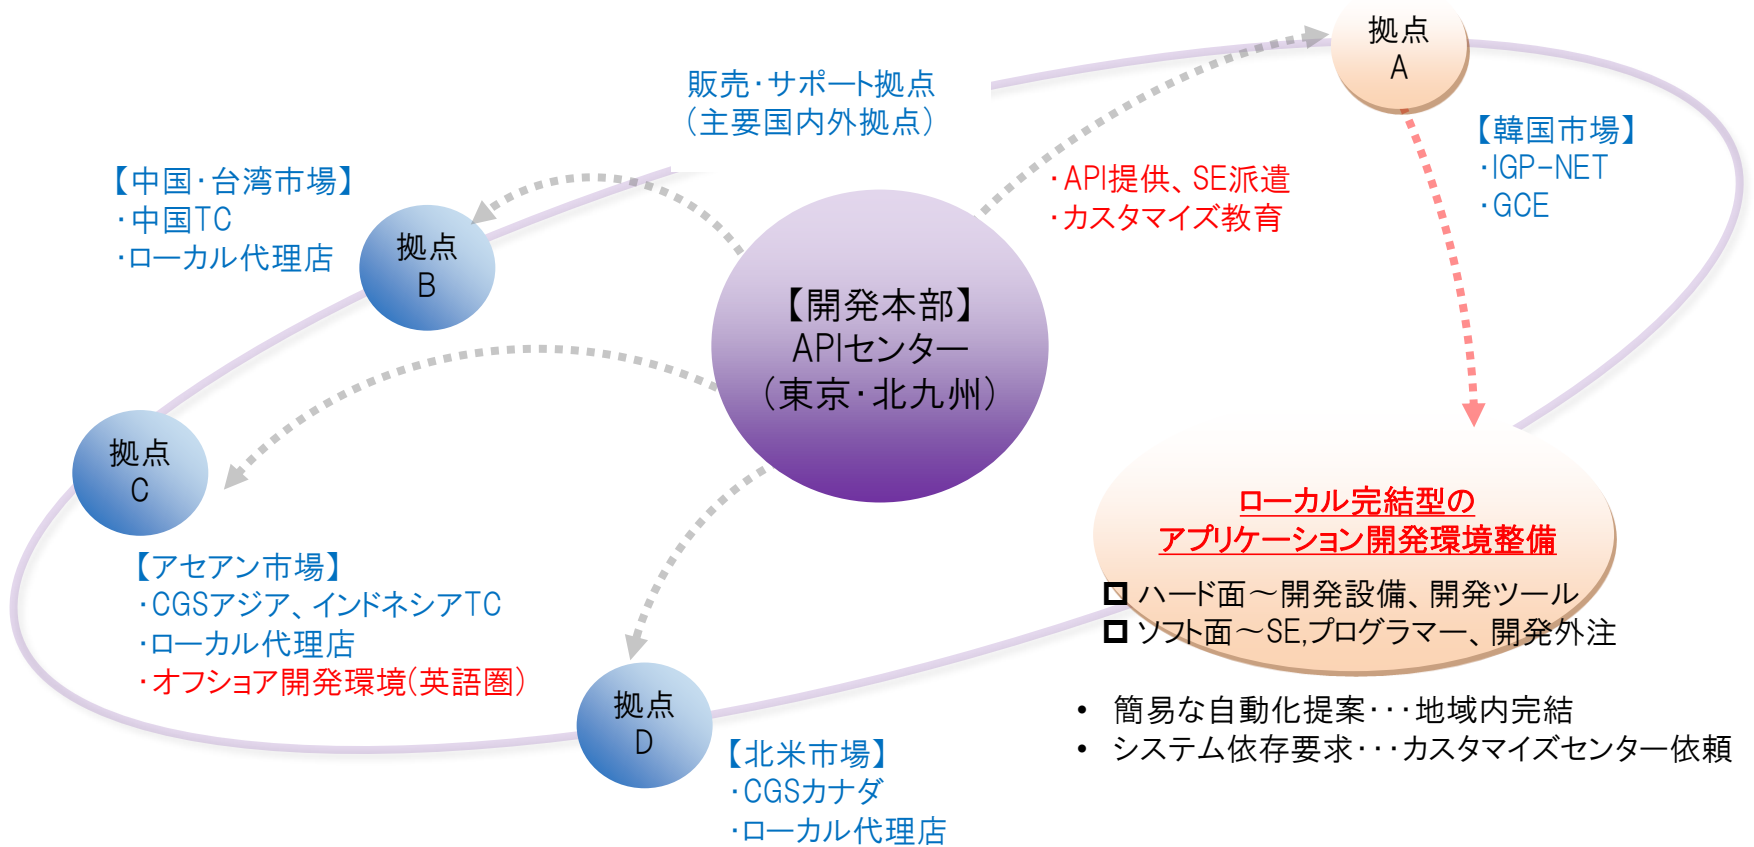 販売･サポート拠点
(主要国内外拠点)
拠点
A
【韓国市場】
･IGP-NET
･GCE
･API提供、SE派遣
･カスタマイズ教育
【中国･台湾市場】
･中国TC
･ローカル代理店
拠点
B
【開発本部】
APIセンター
(東京･北九州)
拠点
C
【アセアン市場】
･CGSアジア、インドネシアTC
･ローカル代理店
･オフショア開発環境(英語圏)
拠点
D
【北米市場】
･CGSカナダ
･ローカル代理店
ローカル完結型の
アプリケーション開発環境整備
❑ ハード面～開発設備、開発ツール
❑ ソフト面～SE,プログラマー、開発外注
• 簡易な自動化提案･･･地域内完結
• システム依存要求･･･カスタマイズセンター依頼